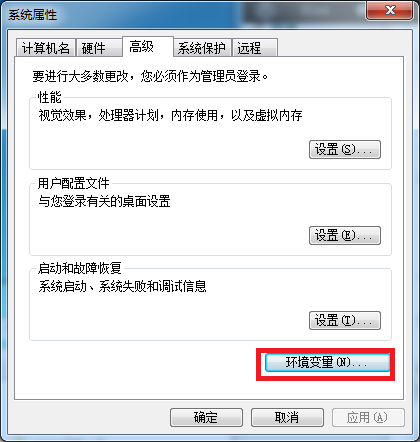 系统属性
计算机名 硬件 高级 系统保护 远程
要进行大多数更改，您必须作为管理员登录。
性能
视觉效果，处理器计划，内存使用，以及虚拟内存
设置(S)...
用户配置文件
与您登录有关的桌面设置
设置(E)...
启动和故障恢复
系统启动、系统失败和调试信息
设置(T)...
环境变量(N)...
确定 取消 应用(A)